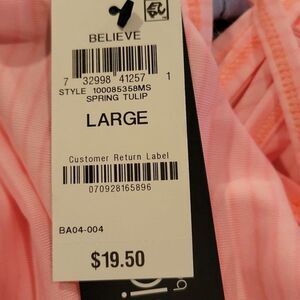 BELIEVE
7 32998 41257 1
STYLE 100085358MS
SPRING TULIP
LARGE
Customer Return Label
070928165896
BA04-004
$19.50